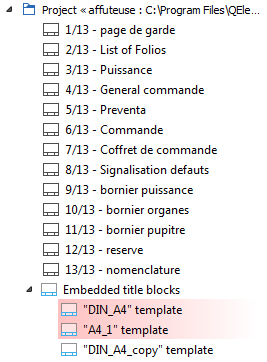 Project « affuteuse : C:\Program Files\QEle
1/13 - page de garde
2/13 - List of Folios
3/13 - Puissance
4/13 - General commande
5/13 - Preventa
6/13 - Commande
7/13 - Coffret de commande
8/13 - Signalisation defauts
9/13 - bornier puissance
10/13 - bornier organes
11/13 - bornier pupitre
12/13 - reserve
13/13 - nomenclature
Embedded title blocks
"DIN_A4" template
"A4_1" template
"DIN_A4_copy" template